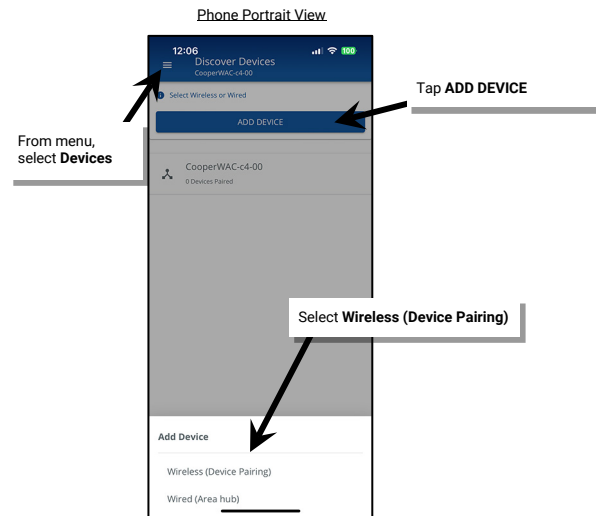 Phone Portrait View
12:06
100
Discover Devices
CooperWAC-c4-00
Select Wireless or Wired
Tap ADD DEVICE
ADD DEVICE
From menu,
select Devices
CooperWAC-c4-00
0 Devices Paired
Select Wireless (Device Pairing)
Add Device
Wireless (Device Pairing)
Wired (Area hub)